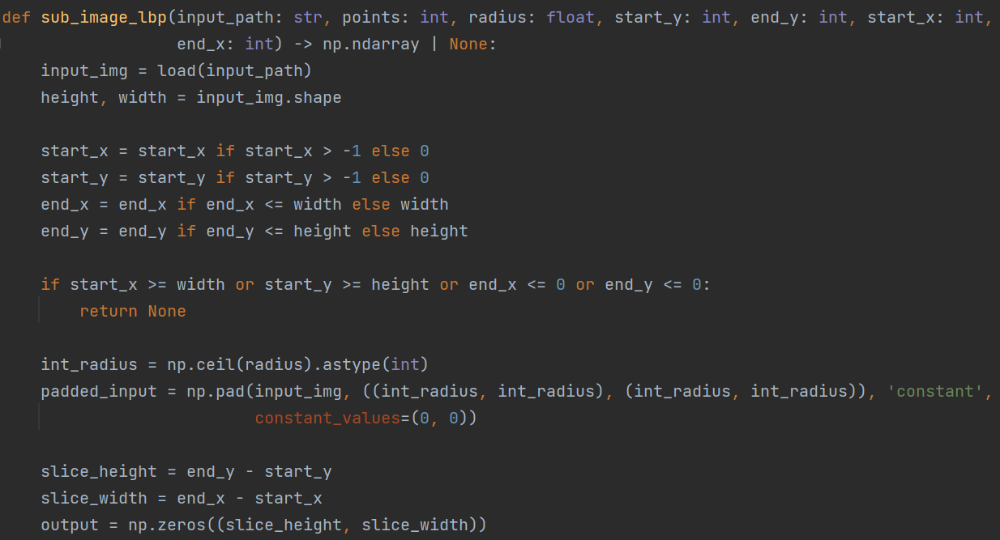 def sub_image_lbp(input_path: str, points: int, radius: float, start_y: int, end_y: int, start_x: int,
                  end_x: int) -> np.ndarray | None:
    input_img = load(input_path)
    height, width = input_img.shape

    start_x = start_x if start_x > -1 else 0
    start_y = start_y if start_y > -1 else 0
    end_x = end_x if end_x <= width else width
    end_y = end_y if end_y <= height else height

    if start_x >= width or start_y >= height or end_x <= 0 or end_y <= 0:
        return None

    int_radius = np.ceil(radius).astype(int)
    padded_input = np.pad(input_img, ((int_radius, int_radius), (int_radius, int_radius)), 'constant',
                          constant_values=(0, 0))

    slice_height = end_y - start_y
    slice_width = end_x - start_x
    output = np.zeros((slice_height, slice_width))